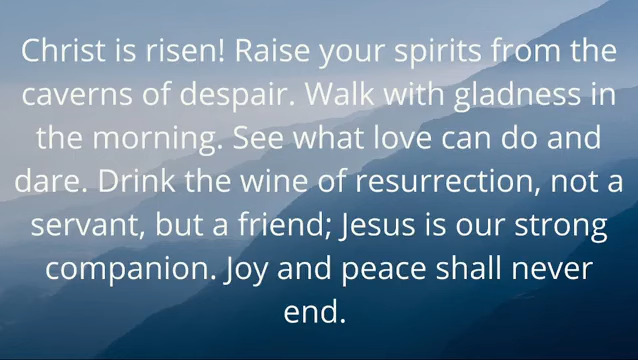 Christ is risen! Raise your spirits from the
caverns of despair. Walk with gladness in
the morning. See what love can do and
dare. Drink the wine of resurrection, not a
servant, but a friend; Jesus is our strong
companion. Joy and peace shall never
end.